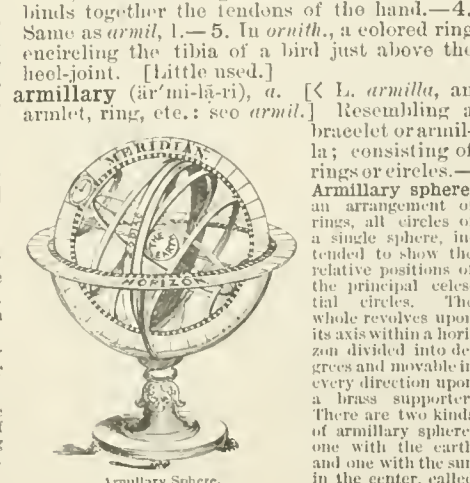 binds together the tendons of the hand.—4.
Same as armil, 1.—5. In ornith., a colored ring
encircling the tibia of a bird just above the
heel-joint. [Little used.]
armillary (är′mi-lā-ri), a. [< L. armilla, an
armlet, ring, etc.: see armil.] Resembling a
bracelet or armil-
la; consisting of
rings or circles.—
Armillary sphere,
an arrangement of
rings, all circles of
a single sphere, in-
tended to show the
relative positions of
the principal celes-
tial circles. The
whole revolves upon
its axis within a hori-
zon divided into de-
grees and movable in
every direction upon
a brass supporter.
There are two kinds
of armillary sphere,
one with the earth
and one with the sun
in the center, called
MERIDIAN
THE EARTH
HORIZON
Armillary Sphere.